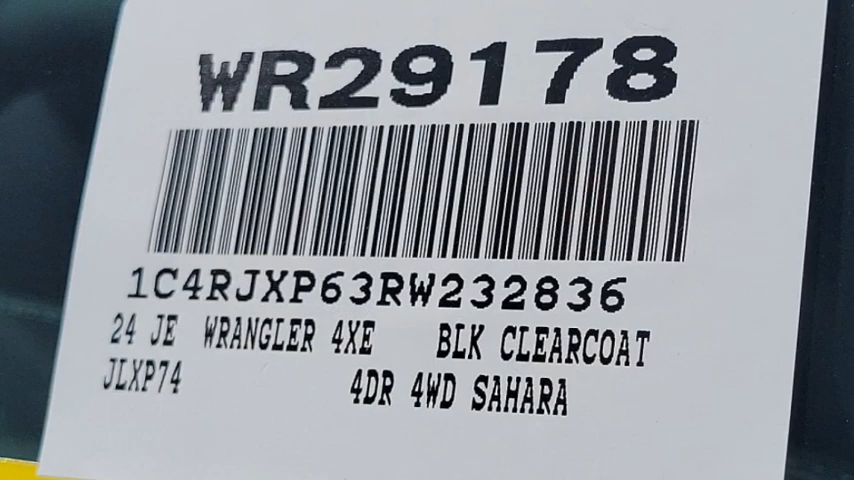 WR29178
1C4RJXP63RW232836
24 JE WRANGLER 4XE BLK CLEARCOAT
JLXP74 4DR 4WD SAHARA